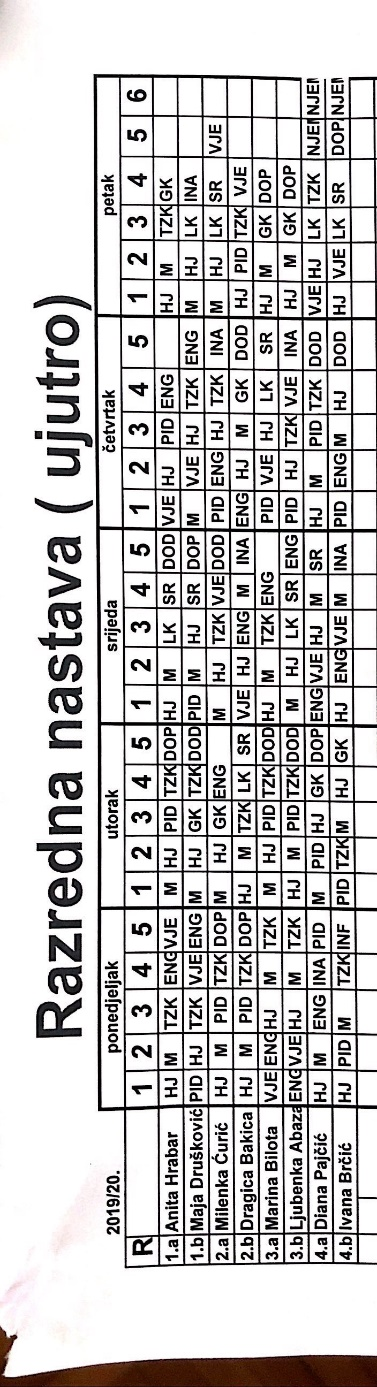 Razredna nastava ( ujutro)
2019/20. ponedjeljak utorak srijeda četvrtak petak
R 1 2 3 4 5 1 2 3 4 5 1 2 3 4 5 1 2 3 4 5 1 2 3 4 5 6
1.a Anita Hrabar HJ M TZK ENG VJE M HJ PID TZK DOP HJ M LK SR DOD VJE HJ PID ENG HJ M TZK GK
1.b Maja Drušković PID HJ TZK VJE ENG M HJ GK TZK DOD PID M HJ SR DOP M VJE HJ TZK ENG M HJ LK INA
2.a Milenka Ćurić HJ M PID TZK DOP M HJ GK ENG M HJ TZK VJE DOD PID ENG HJ TZK INA M HJ LK SR VJE
2.b Dragica Bakica HJ M PID TZK DOP HJ M TZK LK SR VJE HJ ENG M INA ENG HJ M GK DOD HJ PID TZK VJE
3.a Marina Bilota VJE ENG HJ M TZK M HJ PID TZK DOD HJ M TZK ENG PID VJE HJ LK SR HJ M GK DOP
3.b Ljubenka Abaza ENG VJE HJ M TZK HJ M PID TZK DOD M HJ LK SR ENG PID HJ TZK VJE INA HJ M GK DOP
4.a Diana Pajčić HJ M ENG INA PID M PID HJ GK DOP ENG VJE HJ M SR HJ M PID TZK DOD VJE HJ LK TZK NJEM NJEM
4.b Ivana Brčić HJ PID M TZK INF PID TZK M HJ GK HJ ENG VJE M INA PID ENG M HJ DOD HJ VJE LK SR DOP NJEM